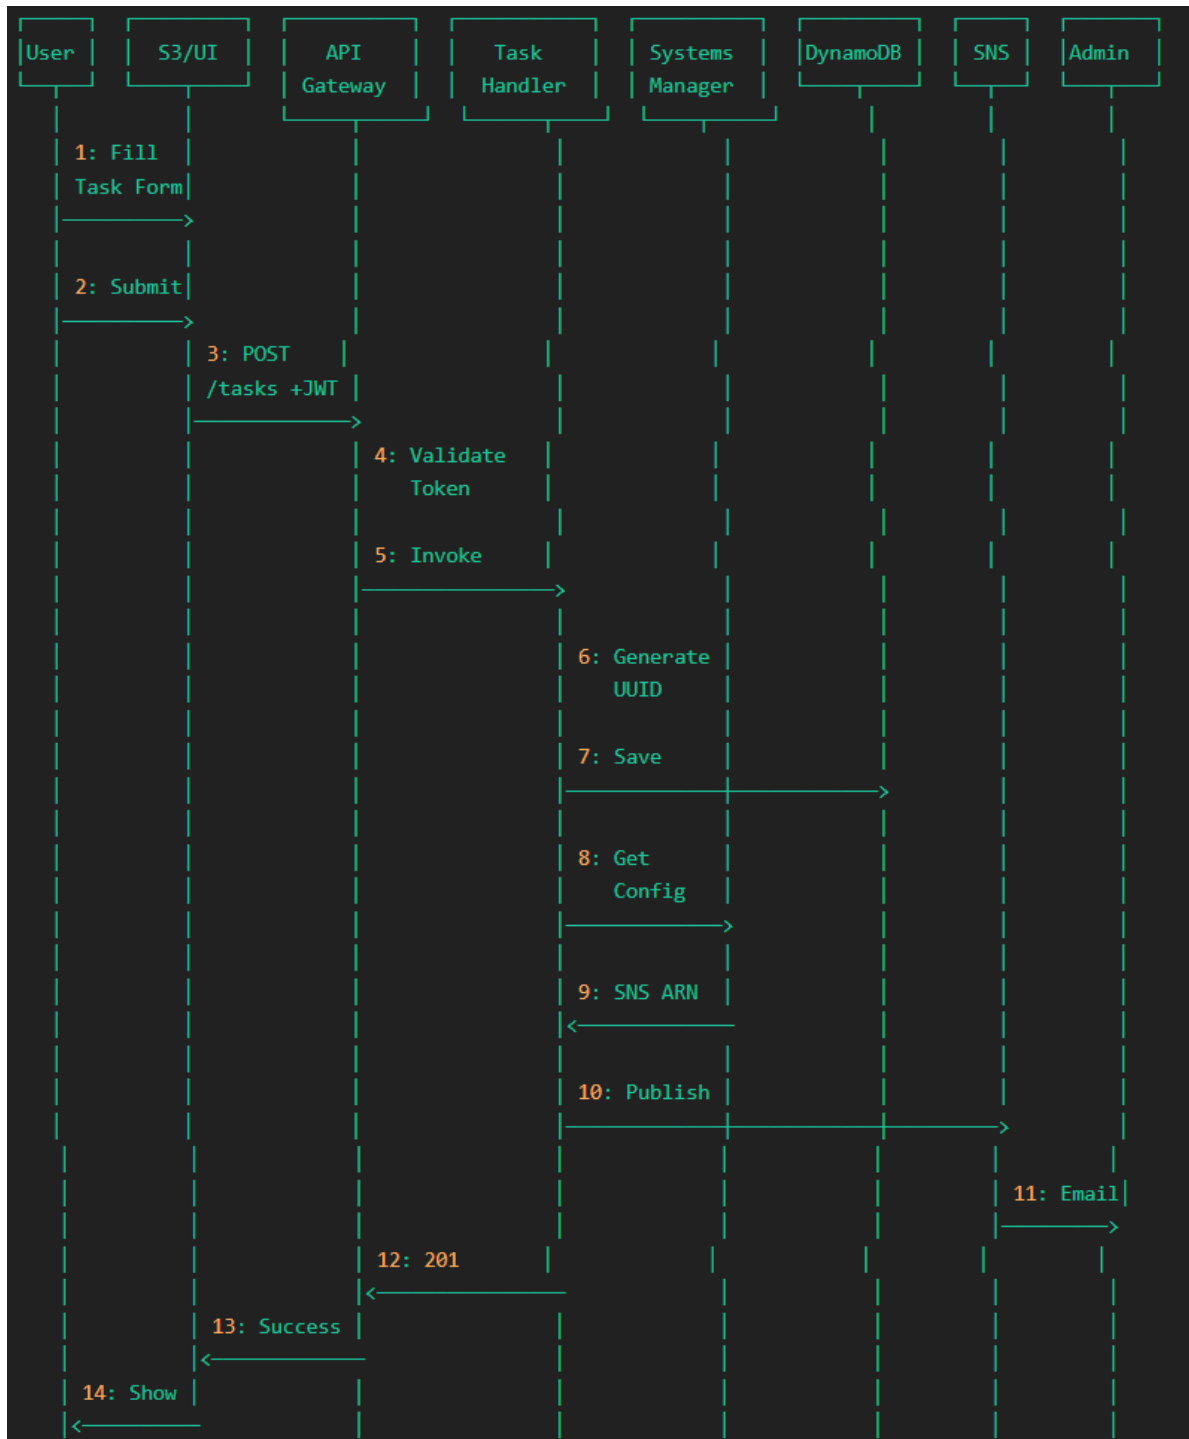 User S3/UI API Task Systems DynamoDB SNS Admin
Gateway Handler Manager
1: Fill
Task Form
2: Submit
3: POST
/tasks +JWT
4: Validate
Token
5: Invoke
6: Generate
UUID
7: Save
8: Get
Config
9: SNS ARN
10: Publish
11: Email
12: 201
13: Success
14: Show